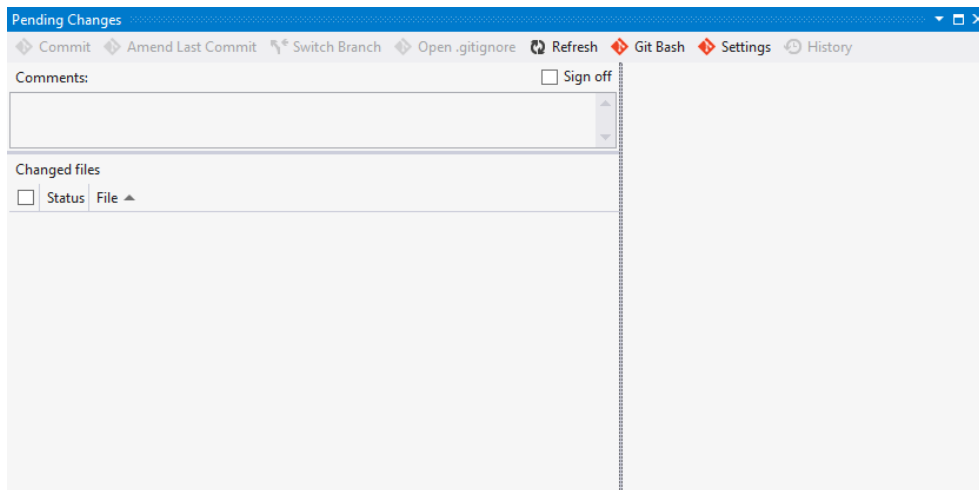 Pending Changes
Commit Amend Last Commit Switch Branch Open .gitignore Refresh Git Bash Settings History
Comments: Sign off
Changed files
Status File